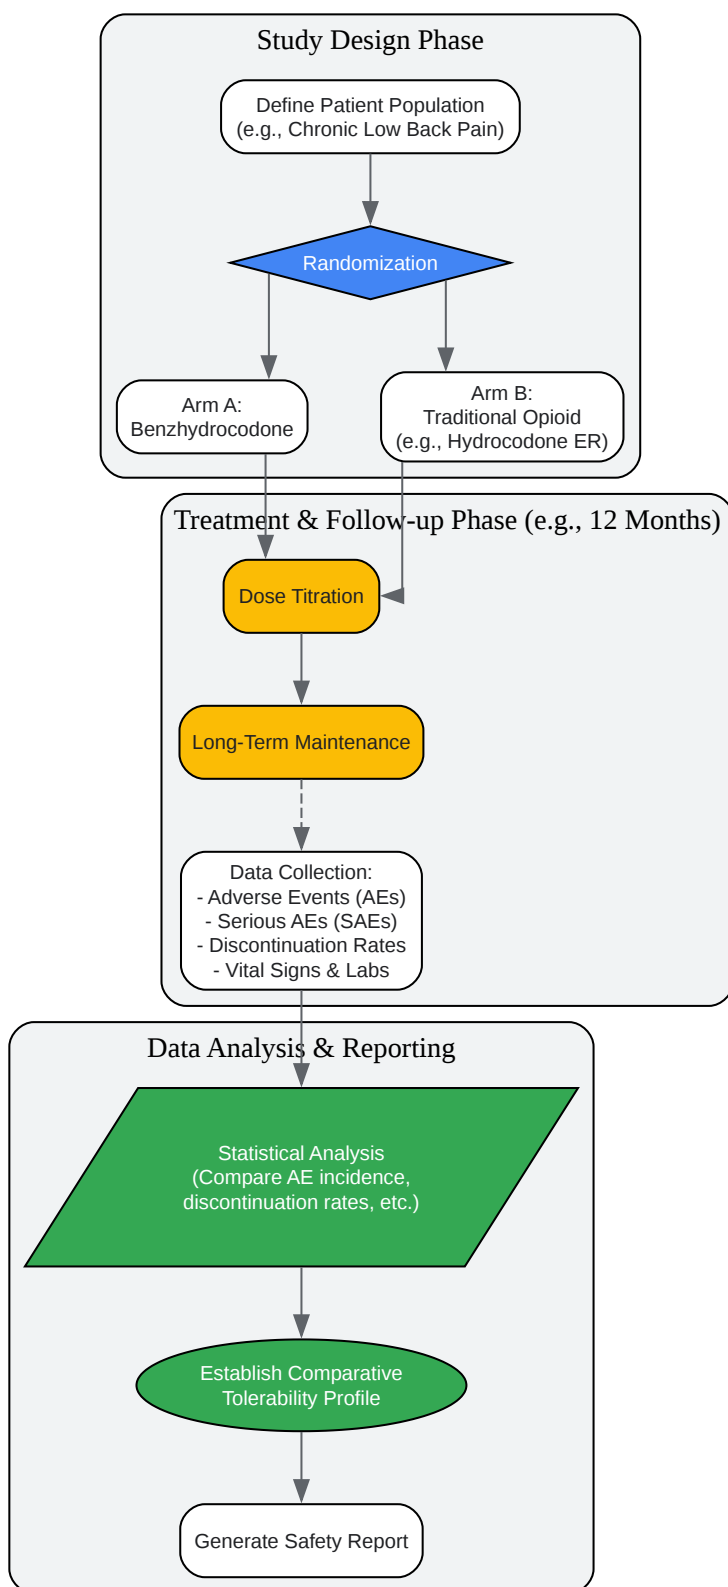 Study Design Phase
Define Patient Population
(e.g., Chronic Low Back Pain)
Randomization
Arm A:
Benzhydrocodone
Arm B:
Traditional Opioid
(e.g., Hydrocodone ER)
Treatment & Follow-up Phase (e.g., 12 Months)
Dose Titration
Long-Term Maintenance
Data Collection:
- Adverse Events (AEs)
- Serious AEs (SAEs)
- Discontinuation Rates
- Vital Signs & Labs
Data Analysis & Reporting
Statistical Analysis
(Compare AE incidence,
discontinuation rates, etc.)
Establish Comparative
Tolerability Profile
Generate Safety Report